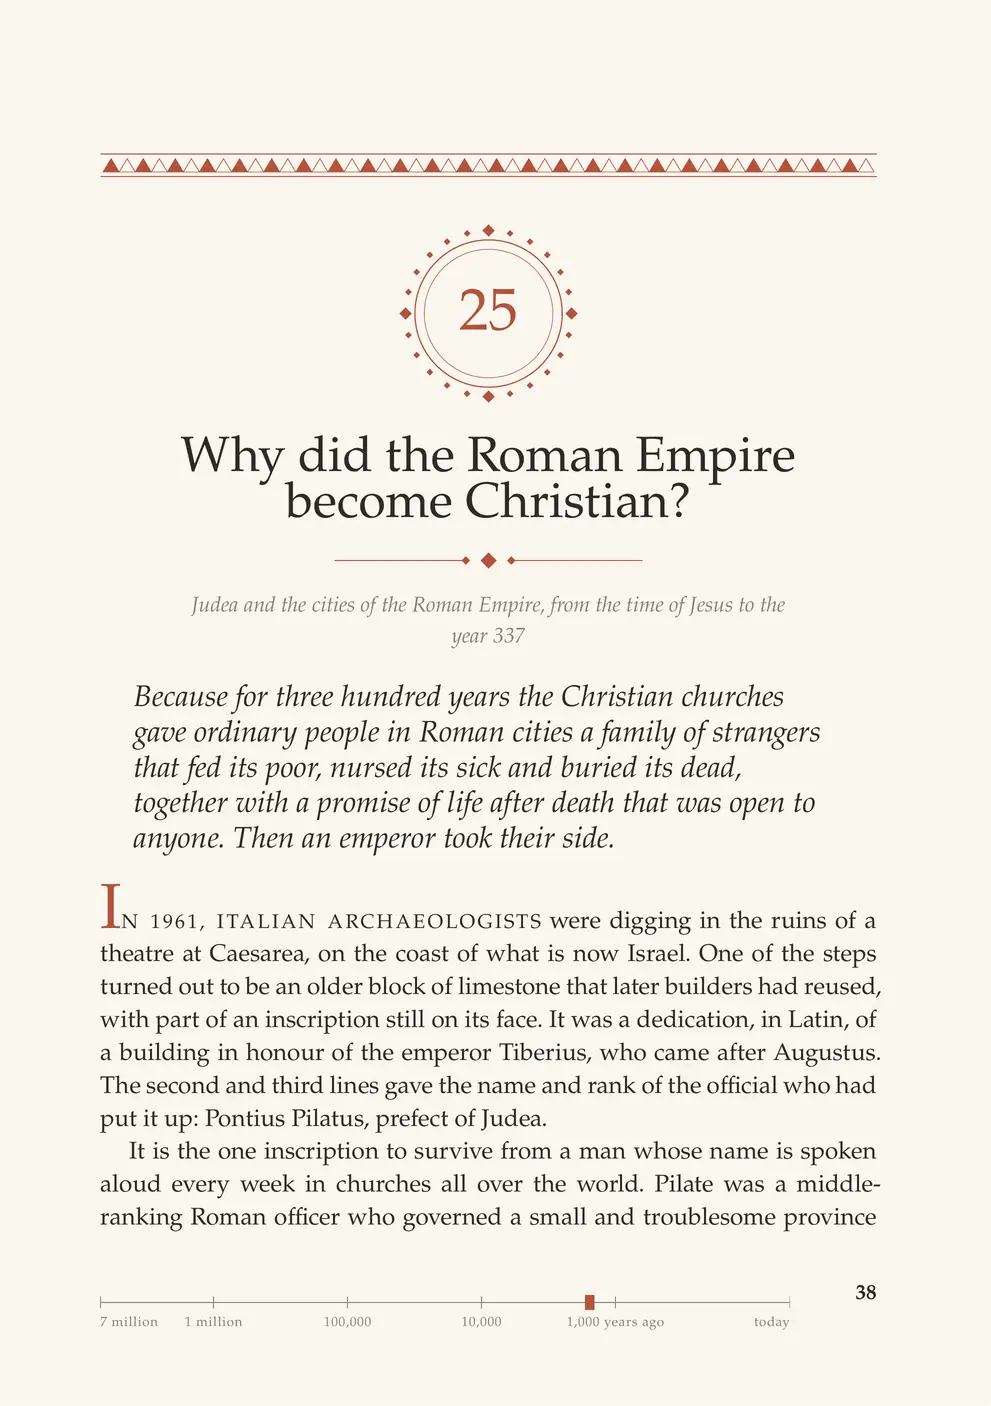 25
Why did the Roman Empire
become Christian?
Judea and the cities of the Roman Empire, from the time of Jesus to the
year 337
Because for three hundred years the Christian churches
gave ordinary people in Roman cities a family of strangers
that fed its poor, nursed its sick and buried its dead,
together with a promise of life after death that was open to
anyone. Then an emperor took their side.
IN 1961, ITALIAN ARCHAEOLOGISTS were digging in the ruins of a
theatre at Caesarea, on the coast of what is now Israel. One of the steps
turned out to be an older block of limestone that later builders had reused,
with part of an inscription still on its face. It was a dedication, in Latin, of
a building in honour of the emperor Tiberius, who came after Augustus.
The second and third lines gave the name and rank of the official who had
put it up: Pontius Pilatus, prefect of Judea.
It is the one inscription to survive from a man whose name is spoken
aloud every week in churches all over the world. Pilate was a middle-
ranking Roman officer who governed a small and troublesome province
38
7 million 1 million 100,000 10,000 1,000 years ago today